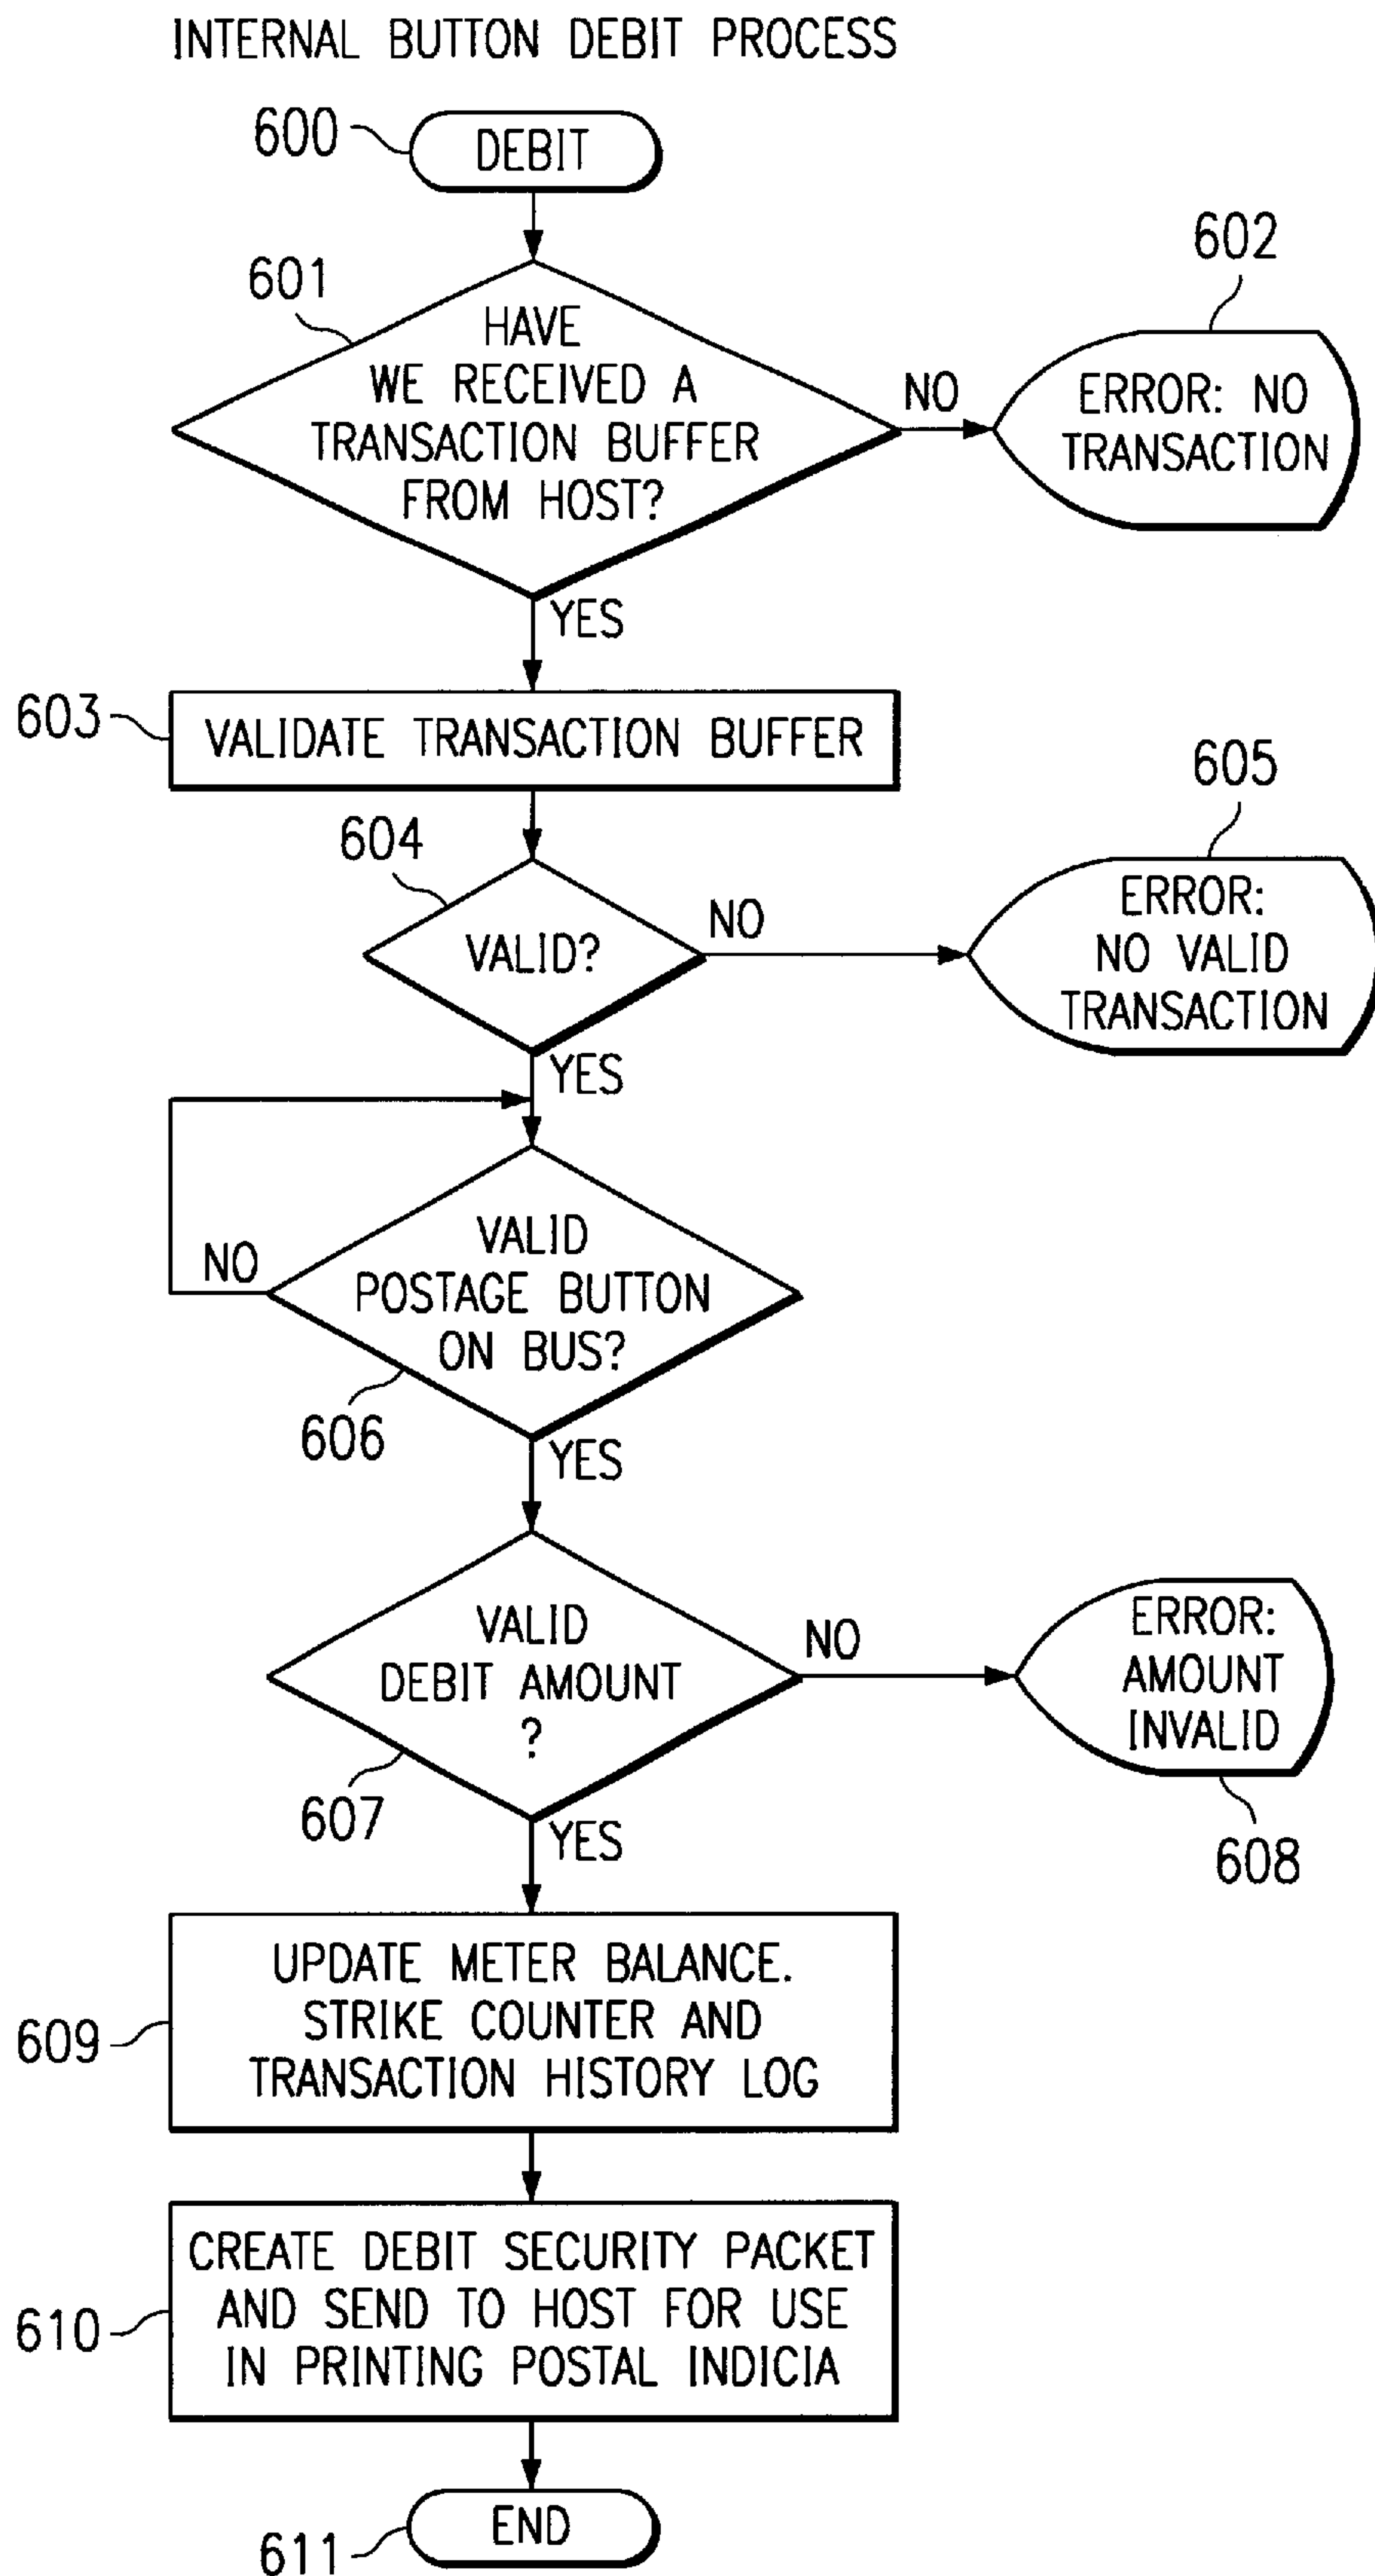 INTERNAL BUTTON DEBIT PROCESS
600
DEBIT
601
HAVE
WE RECEIVED A
TRANSACTION BUFFER
FROM HOST?
NO
602
ERROR: NO
TRANSACTION
YES
603
VALIDATE TRANSACTION BUFFER
604
VALID?
NO
605
ERROR:
NO VALID
TRANSACTION
YES
VALID
POSTAGE BUTTON
ON BUS?
NO
606
YES
VALID
DEBIT AMOUNT
?
607
NO
ERROR:
AMOUNT
INVALID
608
YES
609
UPDATE METER BALANCE.
STRIKE COUNTER AND
TRANSACTION HISTORY LOG
610
CREATE DEBIT SECURITY PACKET
AND SEND TO HOST FOR USE
IN PRINTING POSTAL INDICIA
611
END